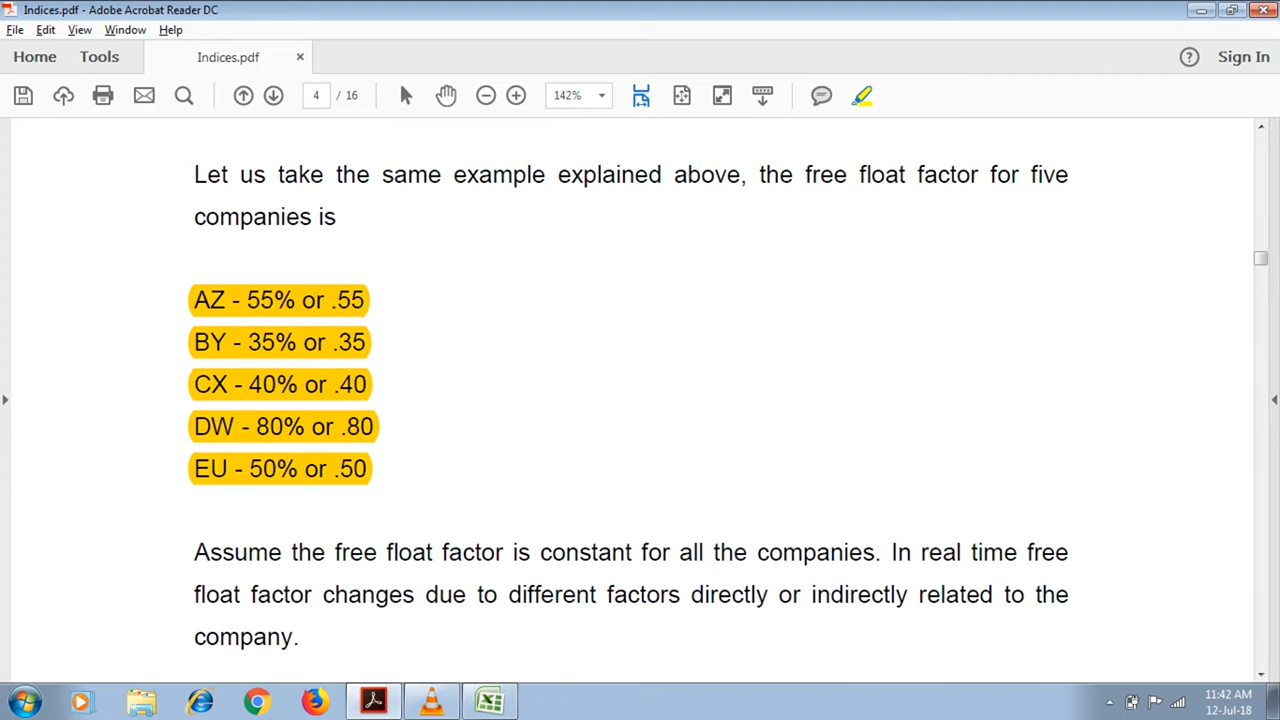 Indices.pdf - Adobe Acrobat Reader DC
File Edit View Window Help
Home Tools Indices.pdf × ? Sign In
4 / 16 142%
Let us take the same example explained above, the free float factor for five
companies is
AZ - 55% or .55
BY - 35% or .35
CX - 40% or .40
DW - 80% or .80
EU - 50% or .50
Assume the free float factor is constant for all the companies. In real time free
float factor changes due to different factors directly or indirectly related to the
company.
11:42 AM
12-Jul-18